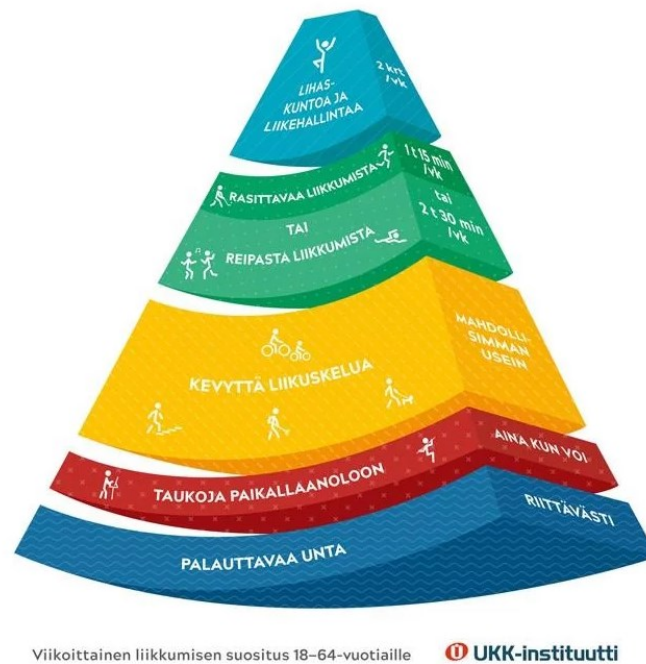 LIHAS-
KUNTOA JA
LIIKEHALLINTAA
2 krt
/vk
RASITTAVAA LIIKKUMISTA
1 t 15 min
/vk
TAI
REIPASTA LIIKKUMISTA
tai
2 t 30 min
/vk
KEVYTTÄ LIIKUSKELUA
MAHDOLLI-
SIMMAN
USEIN
TAUKOJA PAIKALLAANOLOON
AINA KUN VOI
PALAUTTAVAA UNTA
RIITTÄVÄSTI
Viikoittainen liikkumisen suositus 18–64-vuotiaille
UKK-instituutti